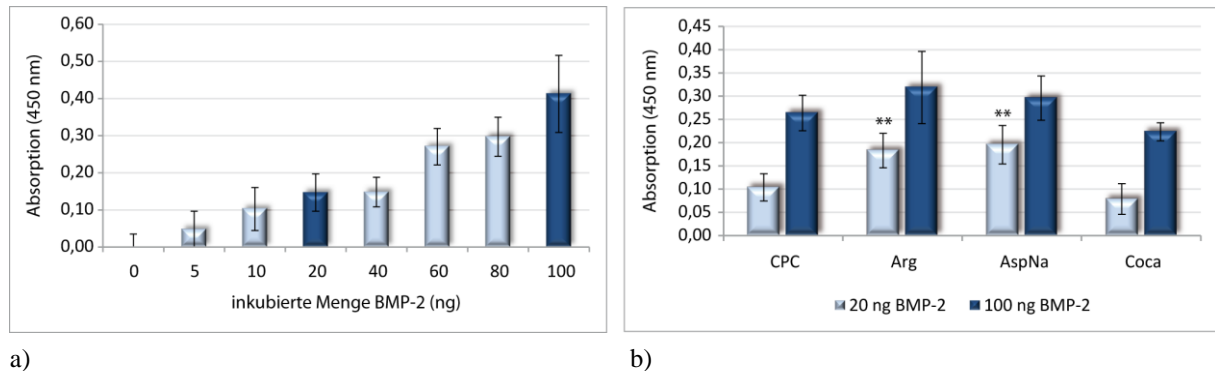 0,60
0,50
0,40
0,30
0,20
0,10
0,00
Absorption (450 nm)
0 5 10 20 40 60 80 100
inkubierte Menge BMP-2 (ng)
a)
0,45
0,40
0,35
0,30
0,25
0,20
0,15
0,10
0,05
0,00
Absorption (450 nm)
** **
CPC Arg AspNa Coca
20 ng BMP-2 100 ng BMP-2
b)